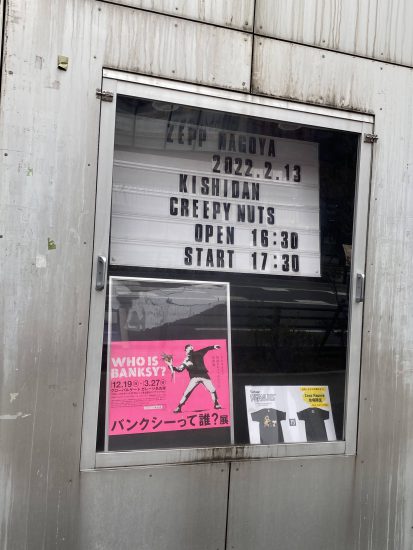 ZEPP NAGOYA
2022.2.13
KISHIDAN
CREEPY NUTS
OPEN 16:30
START 17:30
WHO IS
BANKSY?
12.19 3.27
バンクシーって誰?展